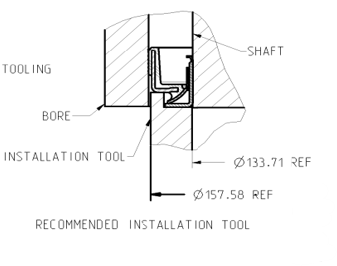 SHAFT
TOOLING
BORE
INSTALLATION TOOL
Ø133.71 REF
Ø157.58 REF
RECOMMENDED INSTALLATION TOOL